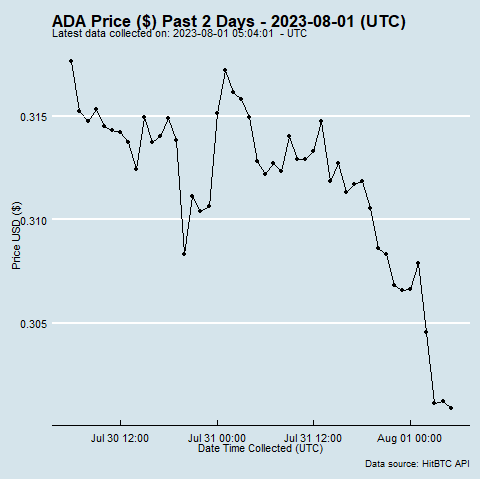 ADA Price ($) Past 2 Days - 2023-08-01 (UTC)
Latest data collected on: 2023-08-01 05:04:01 - UTC
0.315
0.310
0.305
Price USD ($)
Jul 30 12:00
Jul 31 00:00
Jul 31 12:00
Aug 01 00:00
Date Time Collected (UTC)
Data source: HitBTC API